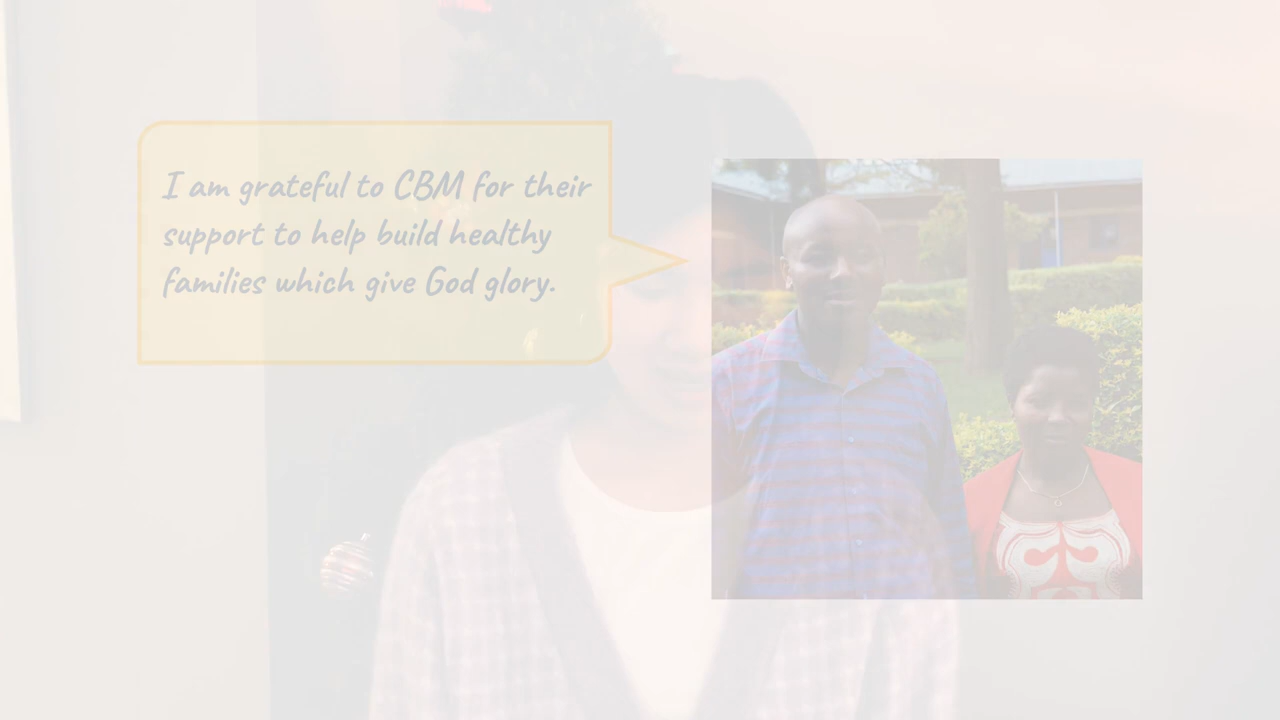 I am grateful to CBM for their
support to help build healthy
families which give God glory.